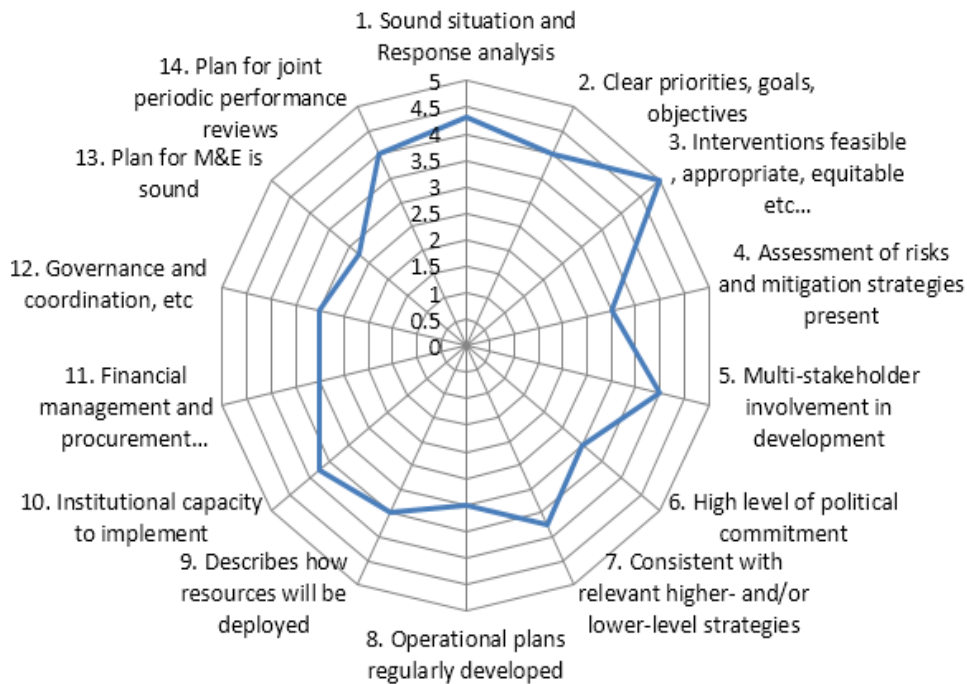 1. Sound situation and
Response analysis
2. Clear priorities, goals,
objectives
3. Interventions feasible
, appropriate, equitable
etc...
4. Assessment of risks
and mitigation strategies
present
5. Multi-stakeholder
involvement in
development
6. High level of political
commitment
7. Consistent with
relevant higher- and/or
lower-level strategies
8. Operational plans
regularly developed
9. Describes how
resources will be
deployed
10. Institutional capacity
to implement
11. Financial
management and
procurement...
12. Governance and
coordination, etc
13. Plan for M&E is
sound
14. Plan for joint
periodic performance
reviews
5
4.5
4
3.5
3
2.5
2
1.5
1
0.5
0